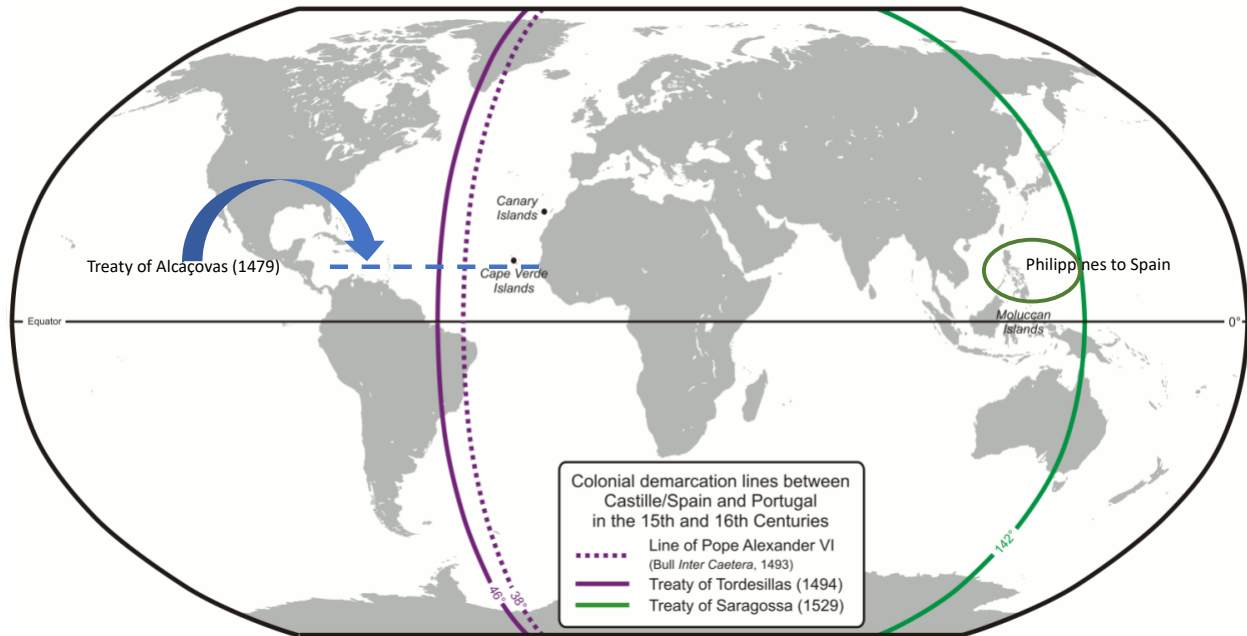 Canary
Islands
Treaty of Alcaçovas (1479)
Cape Verde
Islands
Philippines to Spain
Moluccan
Islands
Equator
0°
Colonial demarcation lines between
Castille/Spain and Portugal
in the 15th and 16th Centuries
Line of Pope Alexander VI
(Bull Inter Caetera, 1493)
Treaty of Tordesillas (1494)
Treaty of Saragossa (1529)
142°
46°
38°